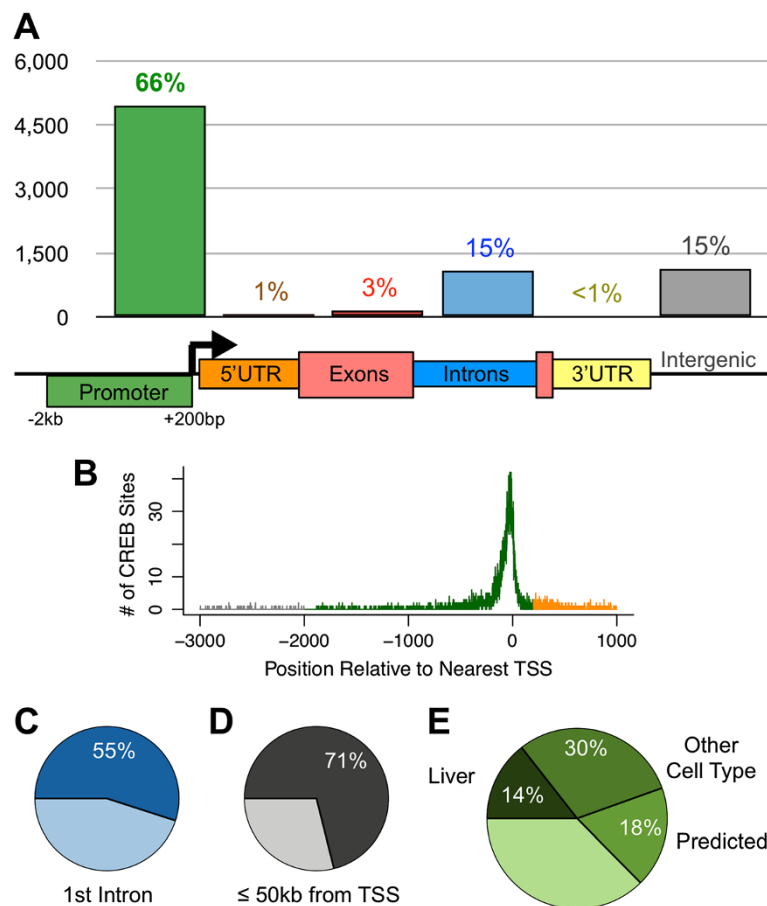 A
6,000
66%
4,500
3,000
1,500
15%
15%
1%
3%
<1%
0
Promoter
5'UTR
Exons
Introns
3'UTR
Intergenic
-2kb
+200bp
B
# of CREB Sites
30
10
0
−3000
−2000
−1000
0
1000
Position Relative to Nearest TSS
C
55%
1st Intron
D
71%
≤ 50kb from TSS
E
Liver
14%
30%
Other
Cell Type
18%
Predicted